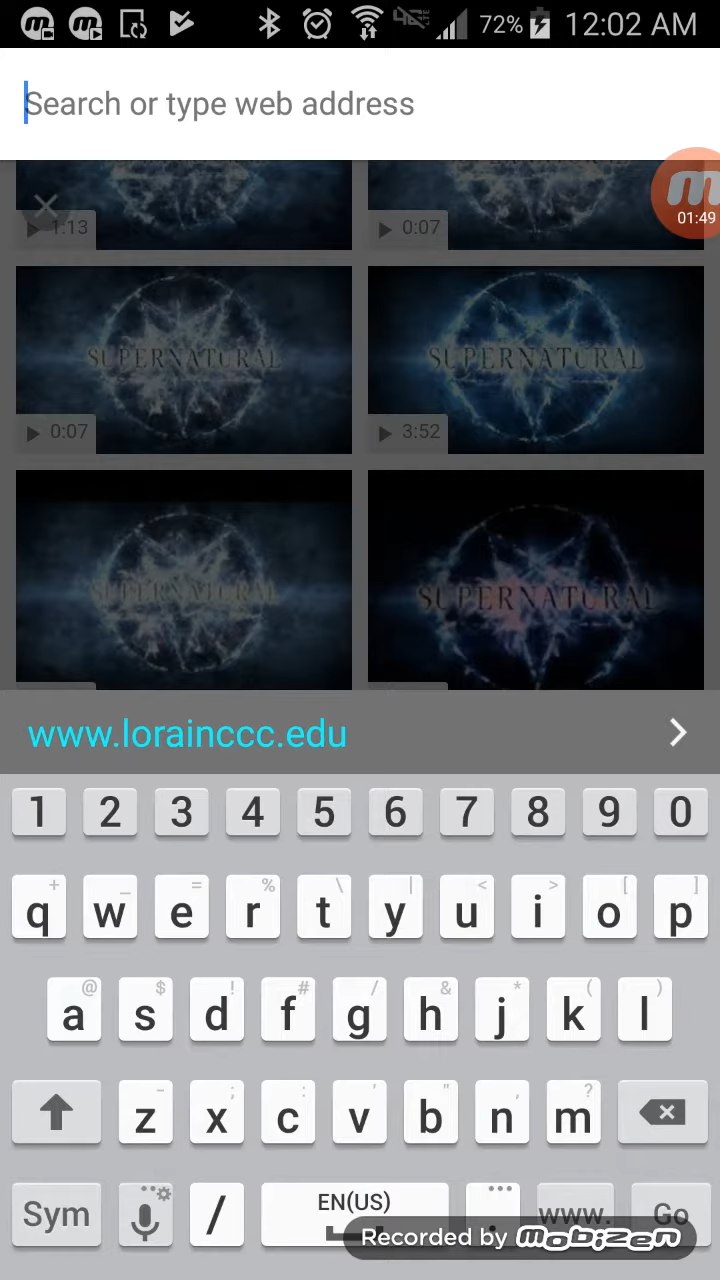 72% 12:02 AM
Search or type web address
01:49
1:13 0:07
SUPERNATURAL SUPERNATURAL
0:07 3:52
SUPERNATURAL SUPERNATURAL
www.lorainccc.edu
1 2 3 4 5 6 7 8 9 0
+ _ = % \ | < > [ ]
q w e r t y u i o p
@ $ ! # / & * ( )
a s d f g h j k l
- ; : ' " , ?
z x c v b n m
Sym / EN(US) . www. Go
Recorded by mobizen